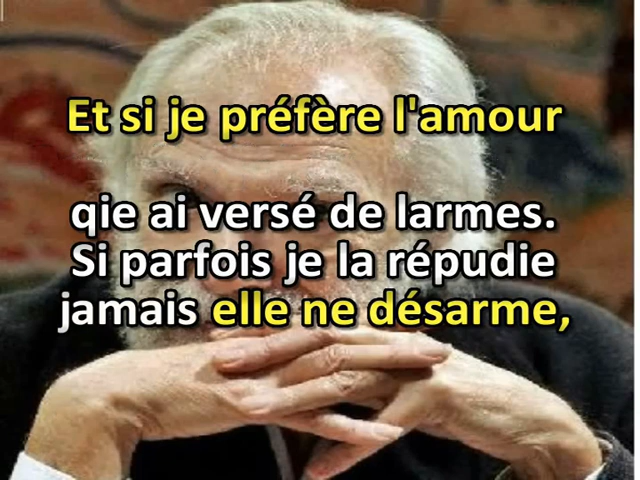 Et si je préfère l'amour
qie ai versé de larmes.
Si parfois je la répudie
jamais elle ne désarme,